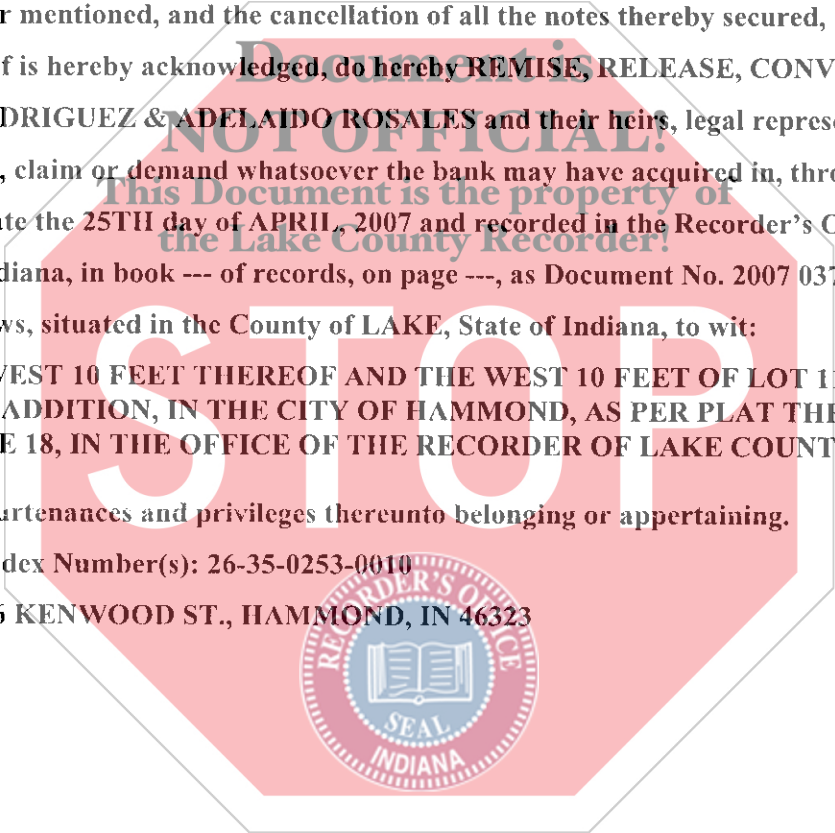 r mentioned, and the cancellation of all the notes thereby secured,
Document is
f is hereby acknowledged, do hereby REMISE, RELEASE, CONV
NOT OFFICIAL!
DRIGUEZ & ADELAIDO ROSALES and their heirs, legal represe
, claim or demand whatsoever the bank may have acquired in, thro
This Document is the property of
te the 25TH day of APRIL, 2007 and recorded in the Recorder's O
the Lake County Recorder!
diana, in book --- of records, on page ---, as Document No. 2007 037
ws, situated in the County of LAKE, State of Indiana, to wit:
STOP
WEST 10 FEET THEREOF AND THE WEST 10 FEET OF LOT 1
ADDITION, IN THE CITY OF HAMMOND, AS PER PLAT THE
E 18, IN THE OFFICE OF THE RECORDER OF LAKE COUNT
urtenances and privileges thereunto belonging or appertaining.
dex Number(s): 26-35-0253-0010
6 KENWOOD ST., HAMMOND, IN 46323
RECORDER'S OFFICE
SEAL
INDIANA